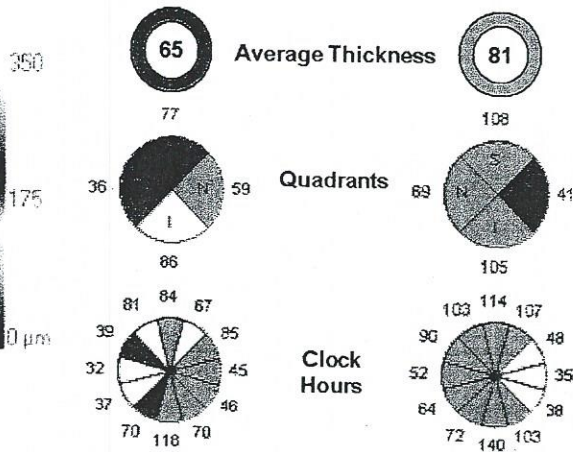 350
65 Average Thickness 81
77 108
S
175 36 N 59 Quadrants 69 N 41
I I
86 105
81 84 67 103 114 107
39 85 90 48
0 µm 32 45 Clock 52 35
37 46 Hours 64 38
70 118 70 72 140 103